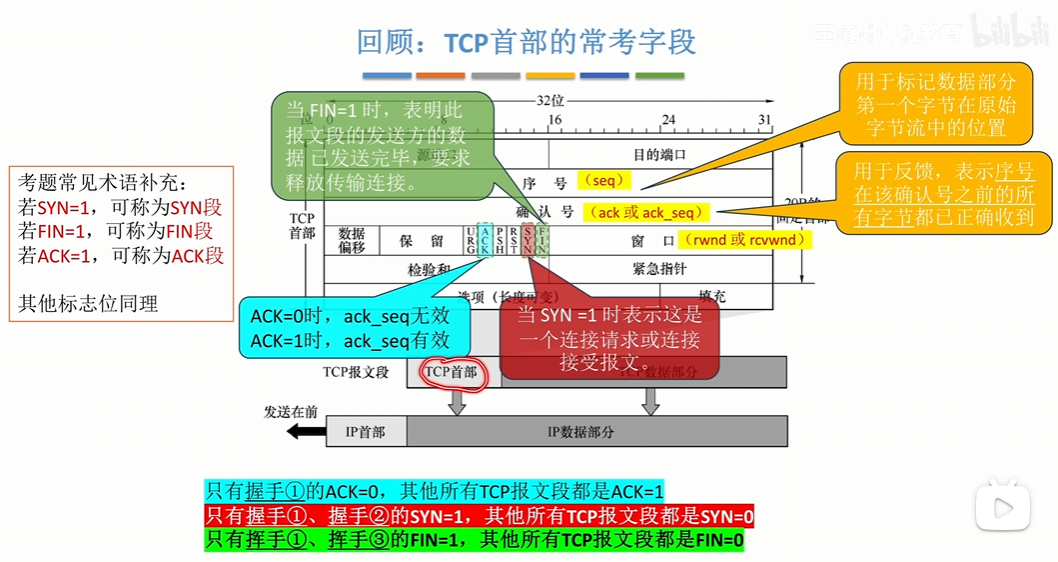 bilibili
回顾：TCP首部的常考字段
32位
位 0
8
16
24
31
当 FIN=1 时，表明此
报文段的发送方的数
据 已发送完毕，要求
释放传输连接。
用于标记数据部分
第一个字节在原始
字节流中的位置
用于反馈，表示序号
在该确认号之前的所
有字节都已正确收到
考题常见术语补充：
若SYN=1，可称为SYN段
若FIN=1，可称为FIN段
若ACK=1，可称为ACK段
其他标志位同理
TCP
首部
目的端口
序 号 （seq）
确 认 号 （ack 或 ack_seq）
数据
偏移
保 留
URG
ACK
PSH
RST
SYN
FIN
窗 口 （rwnd 或 rcvwnd）
检验和
紧急指针
选项（长度可变）
填充
ACK=0时，ack_seq无效
ACK=1时，ack_seq有效
当 SYN =1 时表示这是
一个连接请求或连接
接受报文。
TCP报文段
TCP首部
TCP数据部分
发送在前
IP首部
IP数据部分
只有握手①的ACK=0，其他所有TCP报文段都是ACK=1
只有握手①、握手②的SYN=1，其他所有TCP报文段都是SYN=0
只有挥手①、挥手③的FIN=1，其他所有TCP报文段都是FIN=0